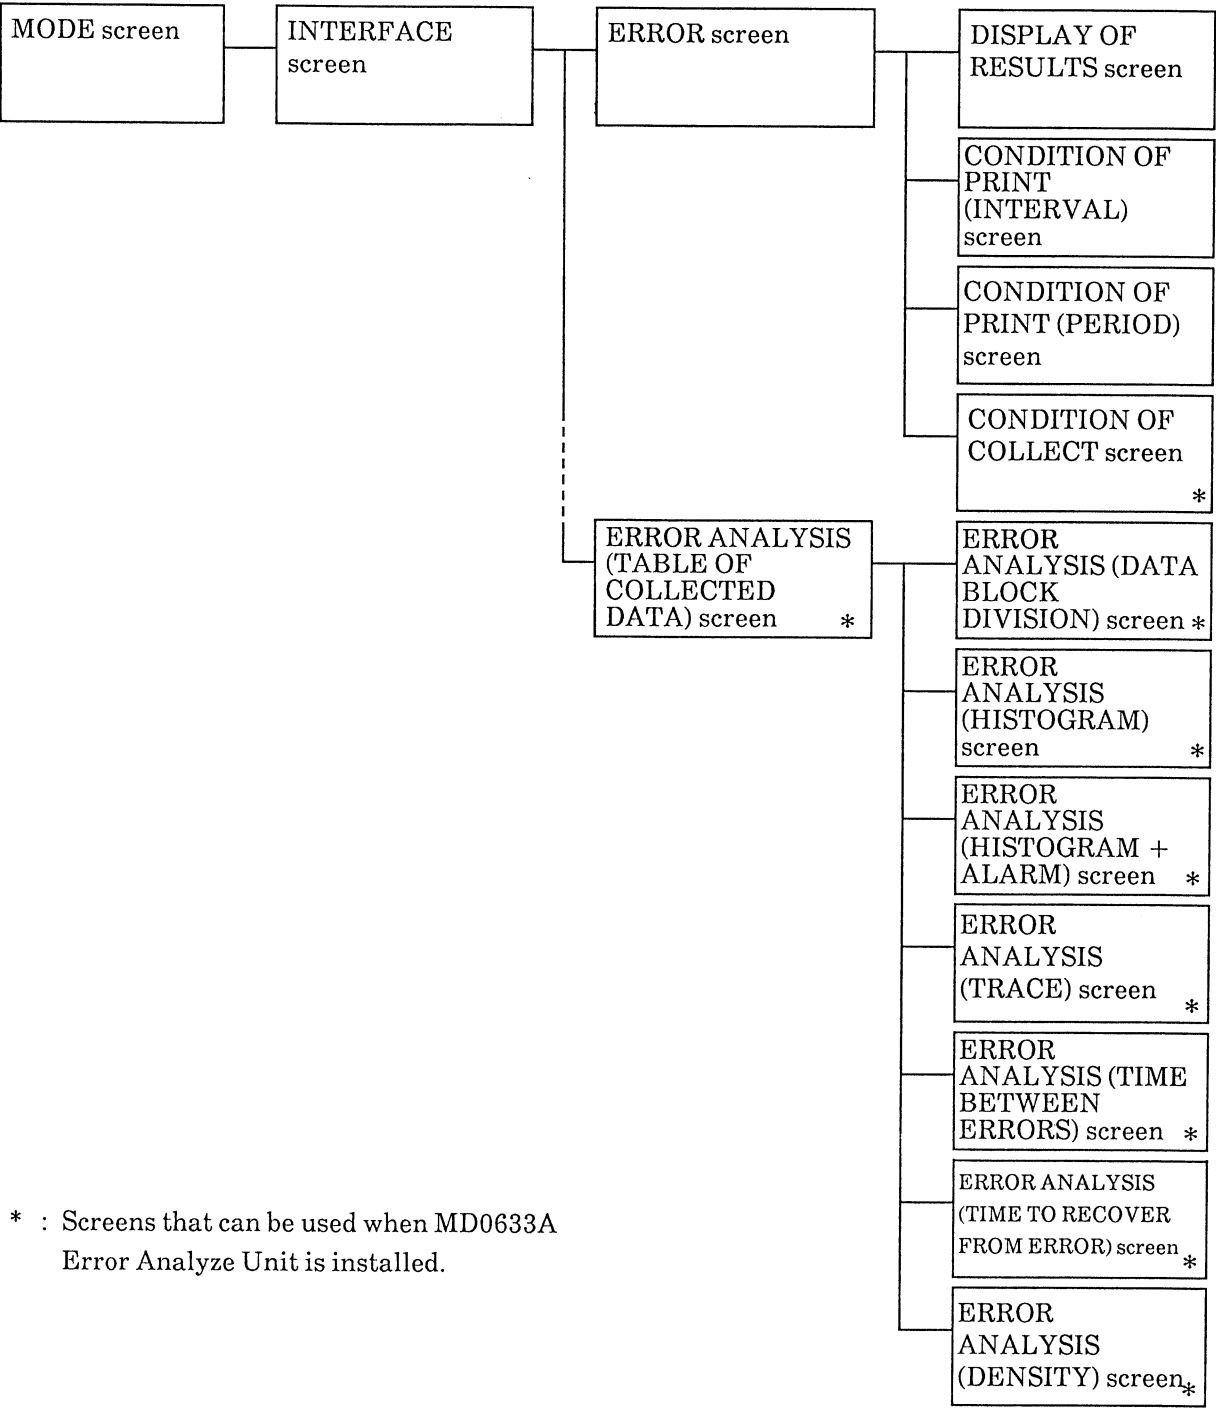 MODE screen
INTERFACE
screen
ERROR screen
DISPLAY OF
RESULTS screen
CONDITION OF
PRINT
(INTERVAL)
screen
CONDITION OF
PRINT (PERIOD)
screen
CONDITION OF
COLLECT screen
*
ERROR ANALYSIS
(TABLE OF
COLLECTED
DATA) screen *
ERROR
ANALYSIS (DATA
BLOCK
DIVISION) screen *
ERROR
ANALYSIS
(HISTOGRAM)
screen *
ERROR
ANALYSIS
(HISTOGRAM +
ALARM) screen *
ERROR
ANALYSIS
(TRACE) screen
*
ERROR
ANALYSIS (TIME
BETWEEN
ERRORS) screen *
ERROR ANALYSIS
(TIME TO RECOVER
FROM ERROR) screen
*
ERROR
ANALYSIS
(DENSITY) screen
*
* : Screens that can be used when MD0633A
Error Analyze Unit is installed.